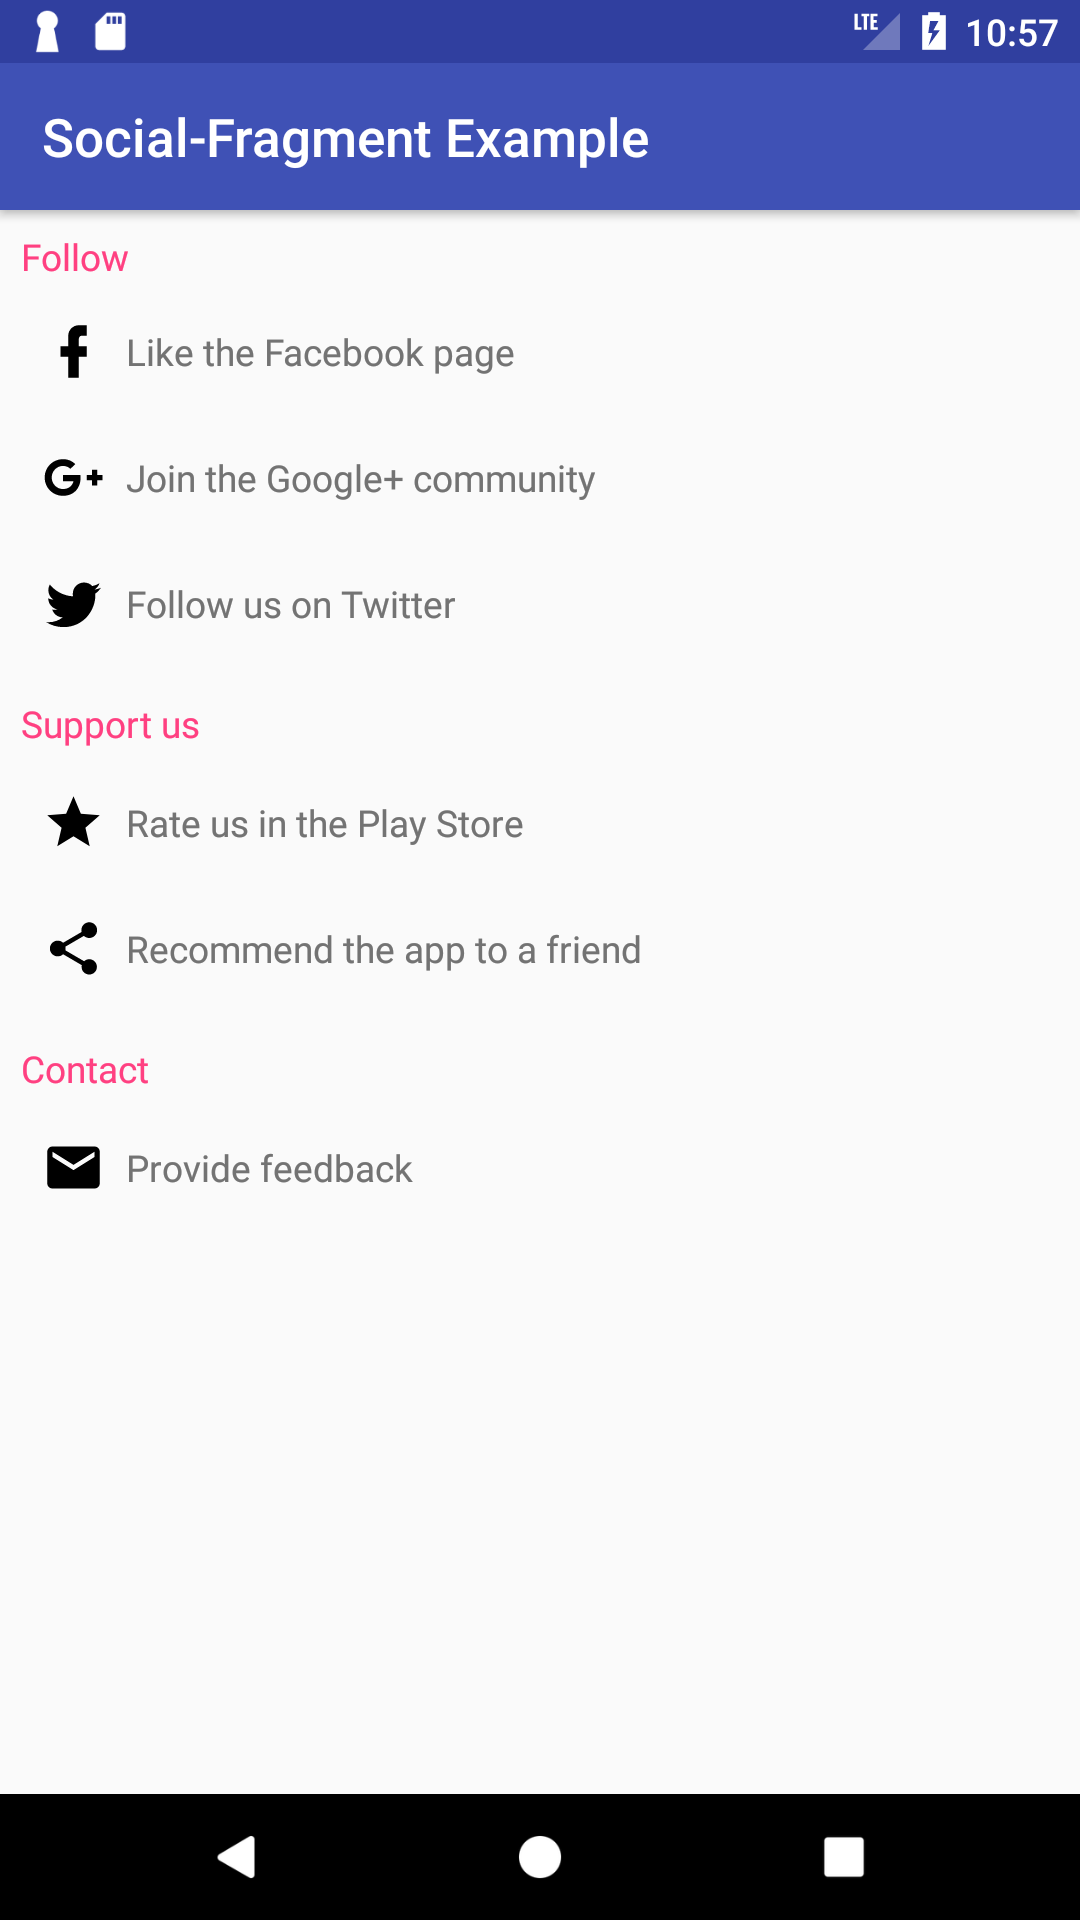 LTE 10:57
Social-Fragment Example
Follow
Like the Facebook page
G+ Join the Google+ community
Follow us on Twitter
Support us
Rate us in the Play Store
Recommend the app to a friend
Contact
Provide feedback